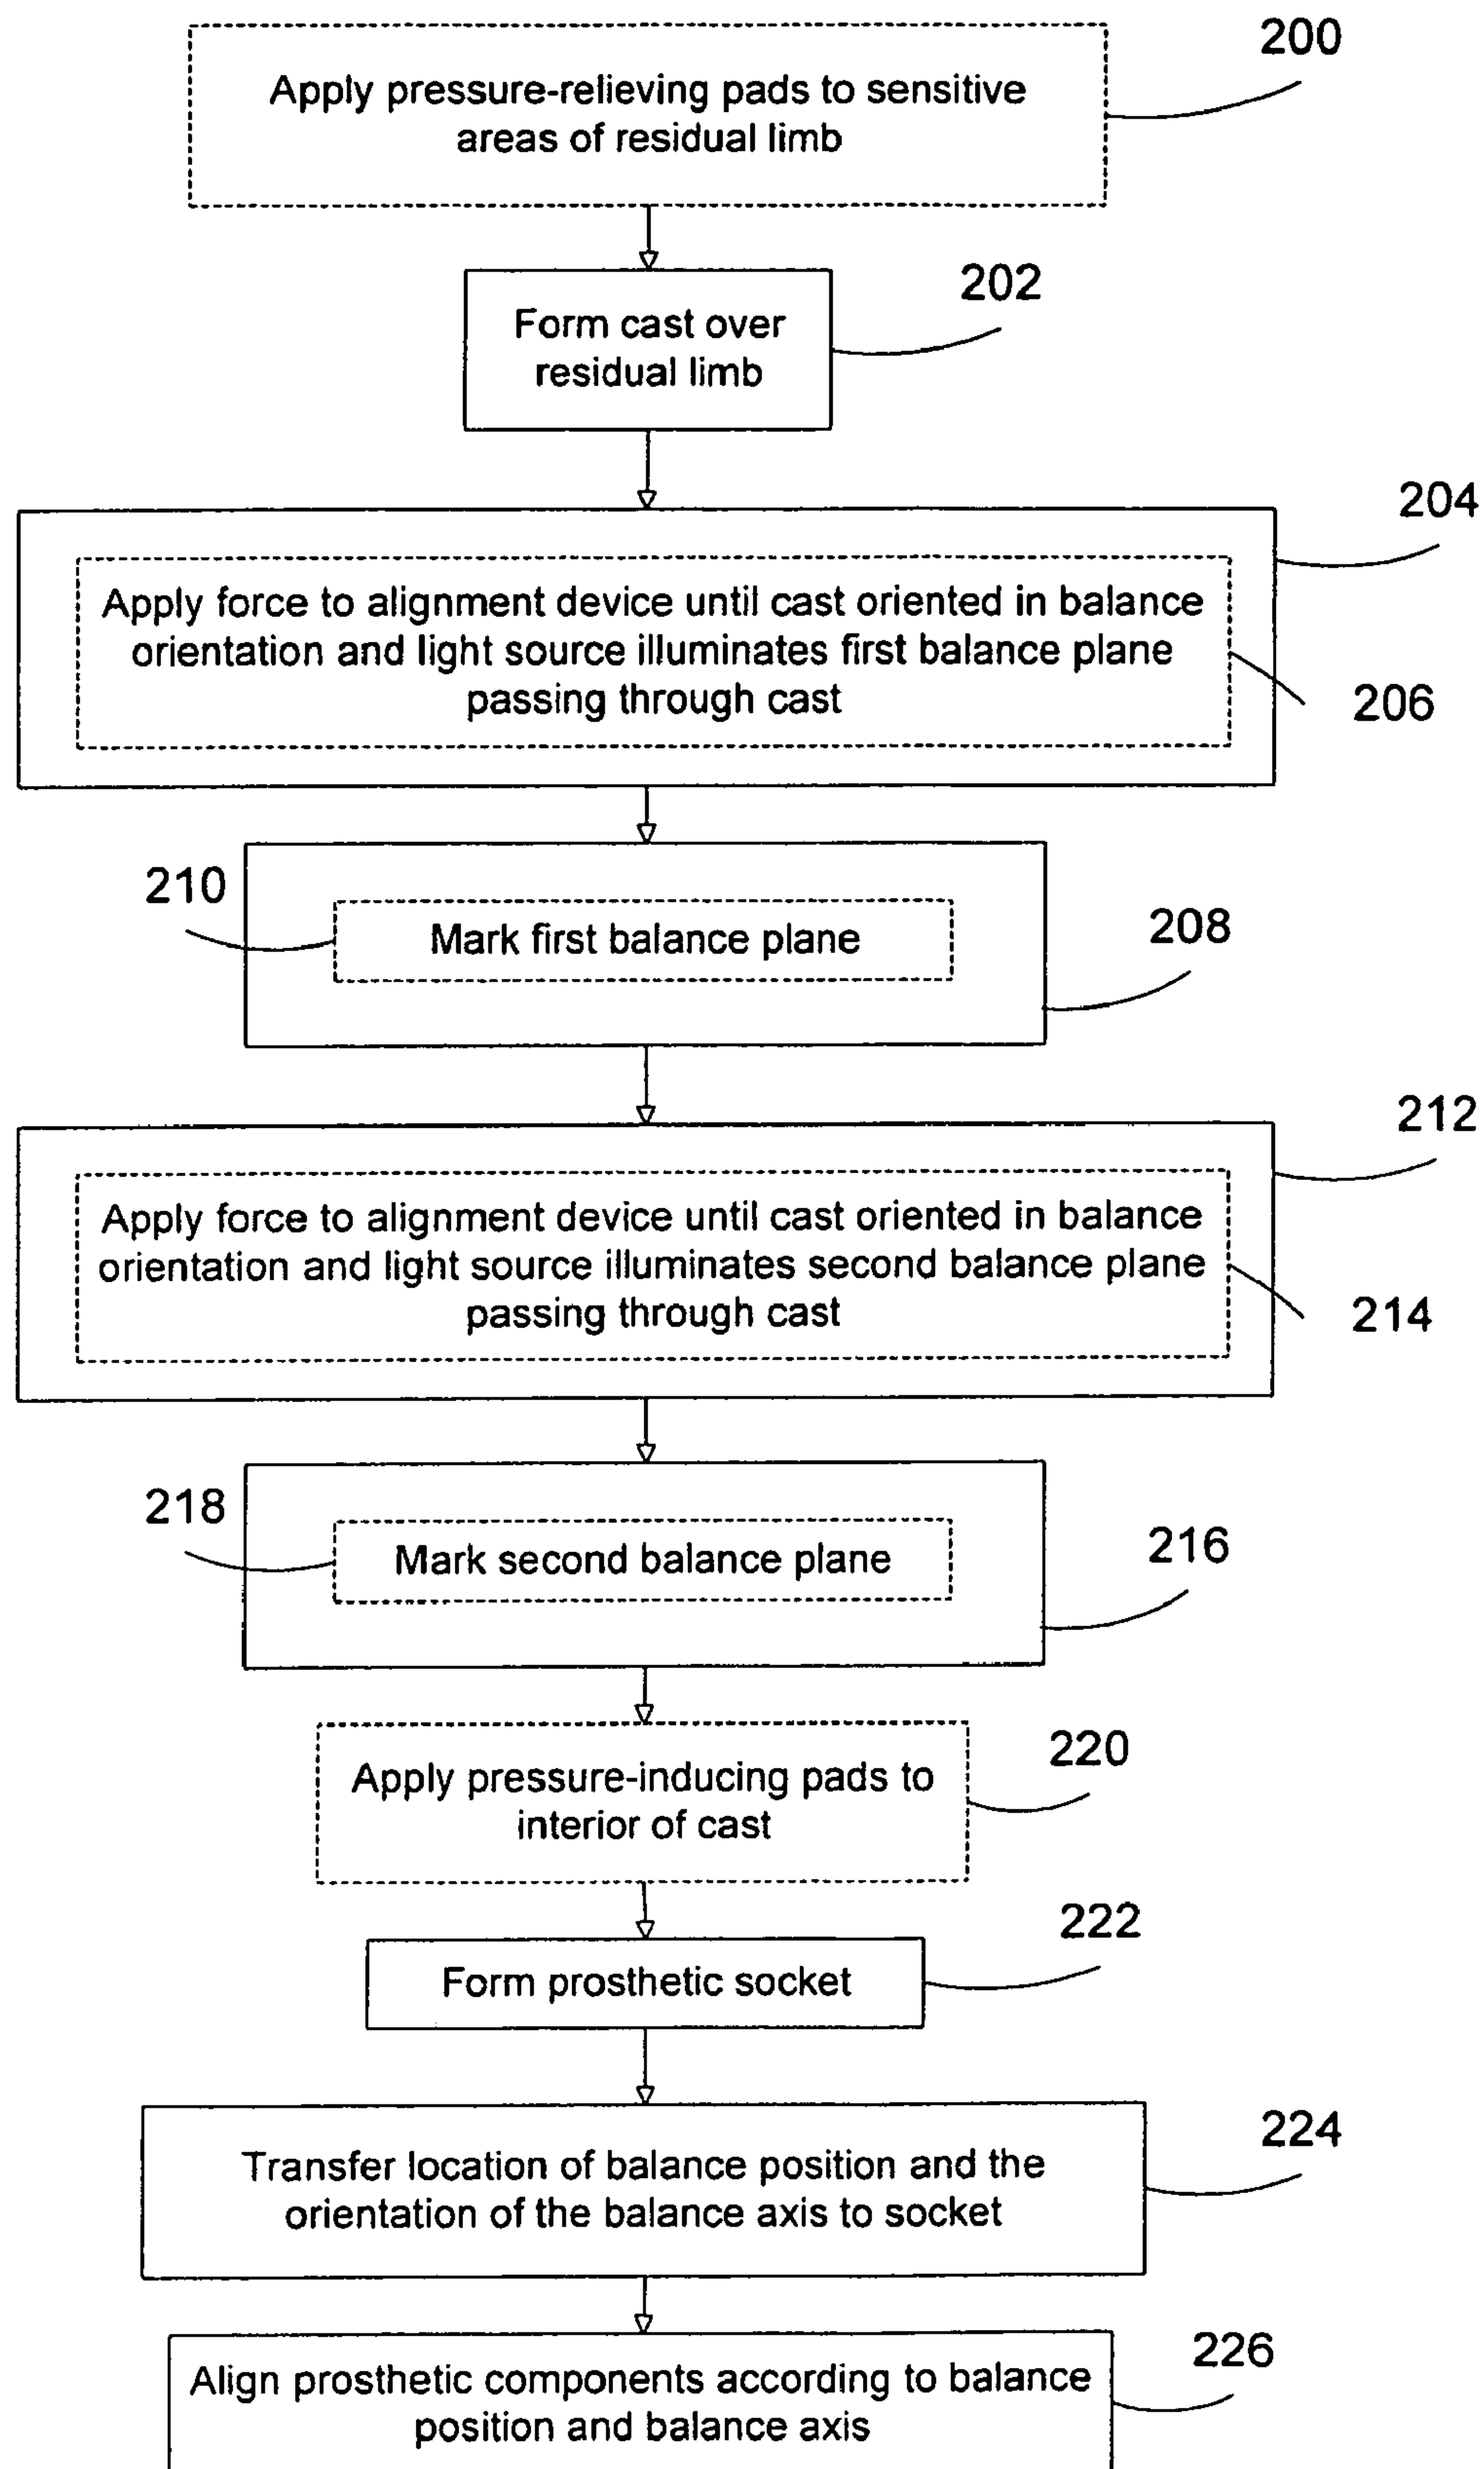 200
Apply pressure-relieving pads to sensitive
areas of residual limb
202
Form cast over
residual limb
204
Apply force to alignment device until cast oriented in balance
orientation and light source illuminates first balance plane
passing through cast
206
210
Mark first balance plane
208
212
Apply force to alignment device until cast oriented in balance
orientation and light source illuminates second balance plane
passing through cast
214
218
Mark second balance plane
216
220
Apply pressure-inducing pads to
interior of cast
222
Form prosthetic socket
224
Transfer location of balance position and the
orientation of the balance axis to socket
226
Align prosthetic components according to balance
position and balance axis